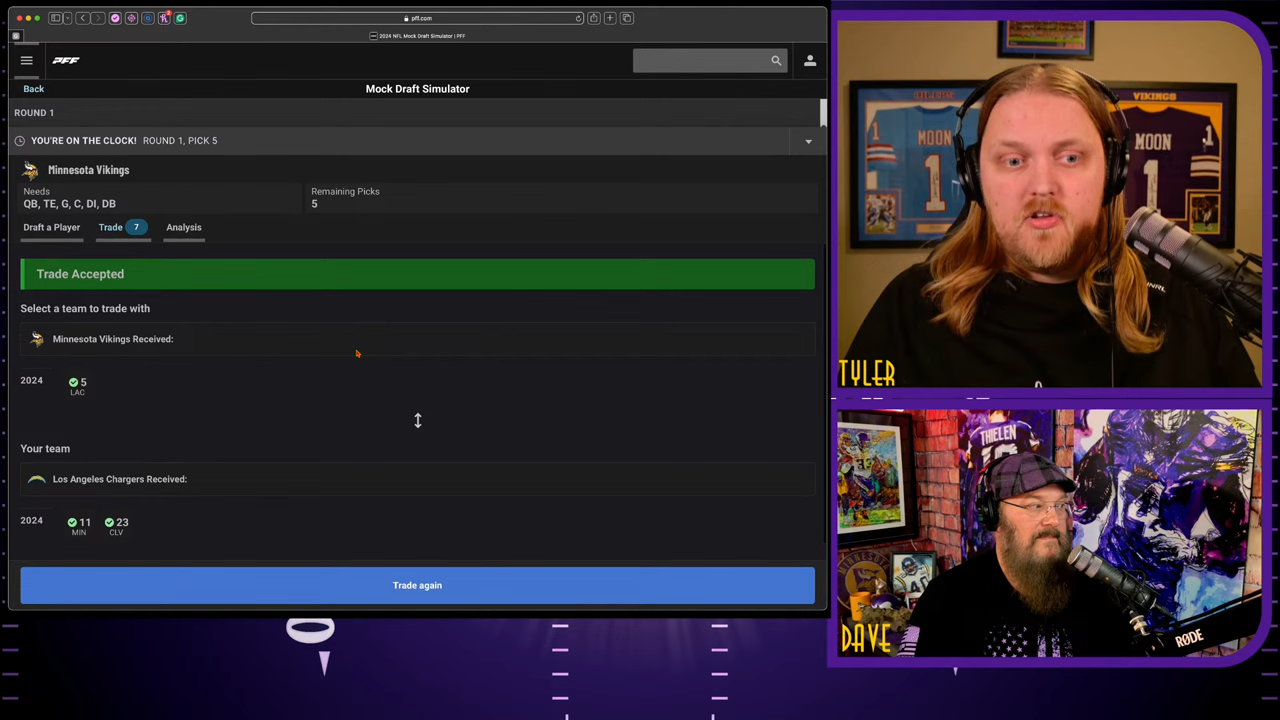 pff.com
2024 NFL Mock Draft Simulator | PFF
PFF
Back
Mock Draft Simulator
ROUND 1
YOU'RE ON THE CLOCK! ROUND 1, PICK 5
Minnesota Vikings
Needs
QB, TE, G, C, DI, DB
Remaining Picks
5
Draft a Player
Trade 7
Analysis
Trade Accepted
Select a team to trade with
Minnesota Vikings Received:
2024
5
LAC
Your team
Los Angeles Chargers Received:
2024
11
MIN
23
CLV
Trade again
MOON
1
VIKINGS
MOON
1
TYLER
THIELEN
RØDE
DAVE